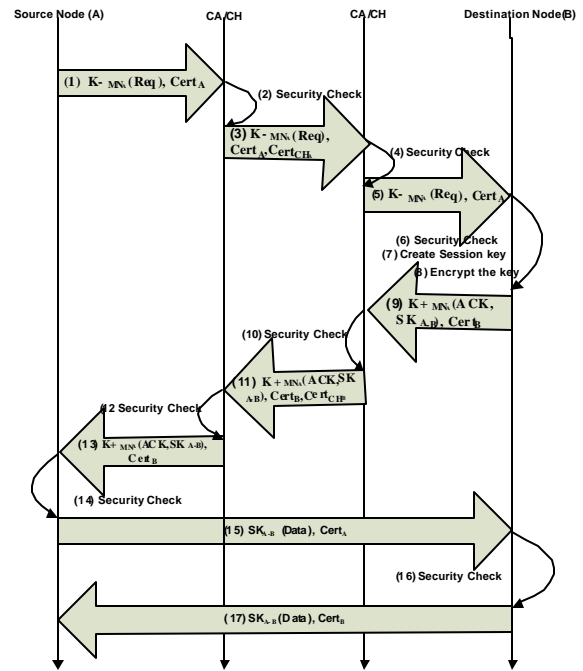 Source Node (A) CA/CH CA/CH Destination Node(B)
(1) K- MNA (Req), CertA
(2) Security Check
(3) K- MNA (Req),
CertA,CertCHA
(4) Security Check
(5) K- MNA (Req), CertA
(6) Security Check
(7) Create Session key
(8) Encrypt the key
(9) K+ MNA (ACK,
SK A-B), CertB
(10) Security Check
(11) K+ MNA (ACK,SK
A-B), CertB,CertCHB
(12 Security Check
(13) K+ MNA (ACK,SK A-B),
CertB
(14) Security Check
(15) SKA-B (Data), CertA
(16) Security Check
(17) SKA-B (Data), CertB